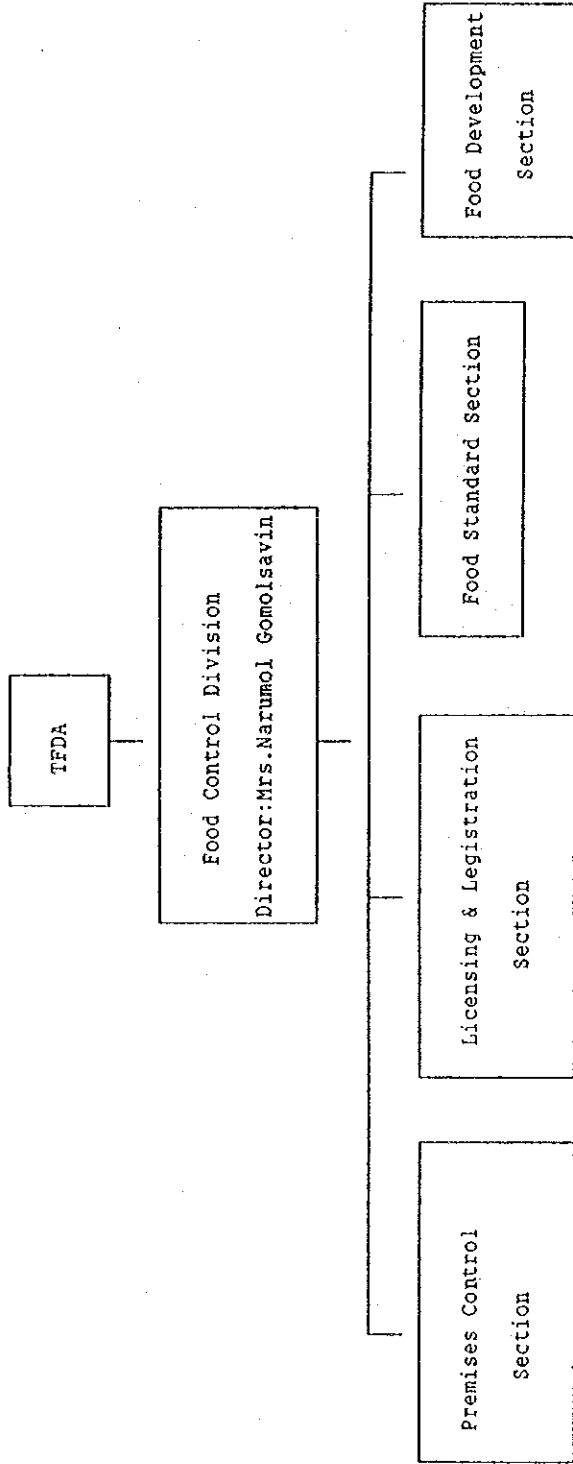 TFDA
Food Control Division
Director:Mrs.Narumol Gomolsavin
Premises Control
Section
Licensing & Legistration
Section
Food Standard Section
Food Development
Section